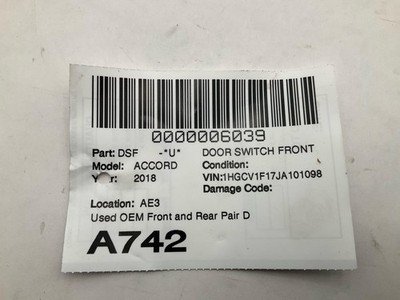 0000006039
Part: DSF -"U" DOOR SWITCH FRONT
Model: ACCORD Condition:
Year: 2018 VIN:1HGCV1F17JA101098
Damage Code:
Location: AE3
Used OEM Front and Rear Pair D
A742